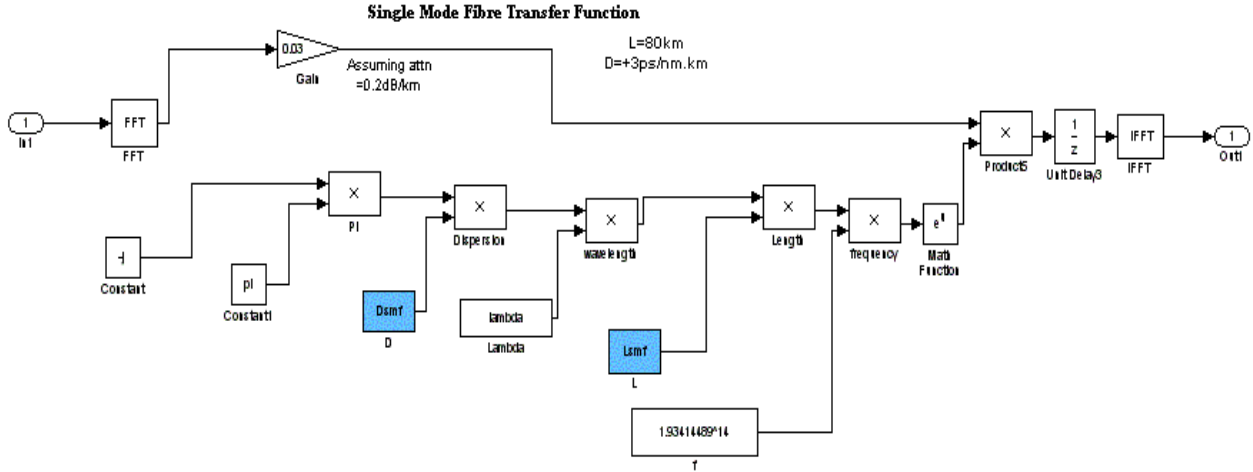 Single Mode Fibre Transfer Function
L=80km
D=+3ps/nm.km
0.03
Gain
Assuming attn
=0.2dB/km
1
In1
FFT
FFT
×
Product5
1
z
Unit Delay3
IFFT
IFFT
1
Out1
×
PI
×
Dispersion
×
wavelength
×
Length
×
frequency
e^u
Math
Function
-j
Constant
pi
Constant1
Dsmf
D
lambda
Lambda
Lsmf
L
1.93414489^14
f